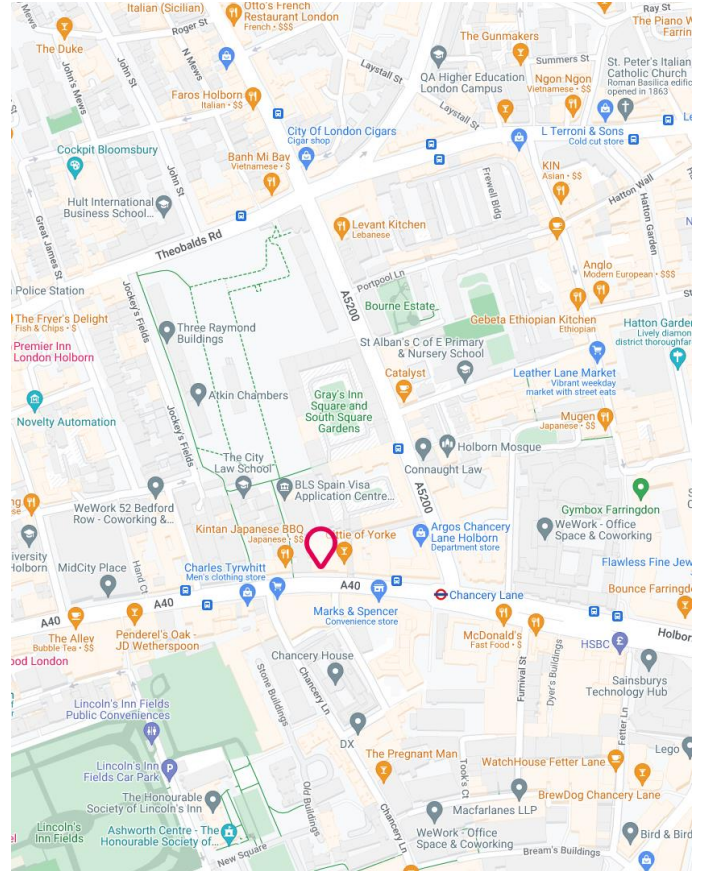 Italian (Sicilian)
Otto's French
Restaurant London
French • $$$
Roger St
Ray St
The Piano W
Farrin
The Duke
N Mews
John St
John's Mews
Mews
The Gunmakers
Summers St
Laystall St
QA Higher Education
London Campus
Ngon Ngon
Vietnamese • $$
St. Peter's Italian
Catholic Church
Roman Basilica edific
opened in 1863
Faros Holborn
Italian • $$
Laystall St
City Of London Cigars
Cigar shop
L Terroni & Sons
Cold cut store
Le
Cockpit Bloomsbury
Banh Mi Bay
Vietnamese • $
John St
KIN
Asian • $$
Frewell Bldg
Hatton Wall
Hatton Garden
Hult International
Business School...
Great James St
Levant Kitchen
Lebanese
Theobalds Rd
A5200
Portpool Ln
Anglo
Modern European • $$$
Police Station
Jockey's Fields
Bourne Estate
Gebeta Ethiopian Kitchen
Ethiopian
The Fryer's Delight
Fish & Chips • $
Three Raymond
Buildings
Hatton Garde
Lively diamon
district thoroughfar
Premier Inn
London Holborn
St Alban's C of E Primary
& Nursery School
Catalyst
Leather Lane Market
Vibrant weekday
market with street eats
Atkin Chambers
Gray's Inn
Square and
South Square
Gardens
Novelty Automation
Jockey's Fields
Mugen
Japanese • $$
Holborn Mosque
Connaught Law
The City
Law School
A5200
BLS Spain Visa
Application Centre...
Gymbox Farringdon
WeWork 52 Bedford
Row - Coworking &...
WeWork - Office
Space & Coworking
Kintan Japanese BBQ
Japanese • $$
ttie of Yorke
Argos Chancery
Lane Holborn
Department store
iversity
Holborn
MidCity Place
Hand Ct
Charles Tyrwhitt
Men's clothing store
Flawless Fine Jew
Bounce Farringd
A40
A40
Chancery Lane
A40
Marks & Spencer
Convenience store
The Alley
Bubble Tea • $$
Penderel's Oak -
JD Wetherspoon
McDonald's
Fast Food • $
Holbor
HSBC
ood London
Chancery House
Stone Buildings
Chancery Ln
Furnival St
Dyer's Buildings
Sainsburys
Technology Hub
Fetter Ln
Lincoln's Inn Fields
Public Conveniences
DX
Lego
The Pregnant Man
WatchHouse Fetter Lane
Lincoln's Inn
Fields Car Park
Took's Ct
BrewDog Chancery Lane
The Honourable
Society of Lincoln's Inn
Old Buildings
Chancery Ln
Macfarlanes LLP
Lincoln's
Inn Fields
Ashworth Centre - The
Honourable Society of...
WeWork - Office
Space & Coworking
Bird & Bird
New Square
Bream's Buildings